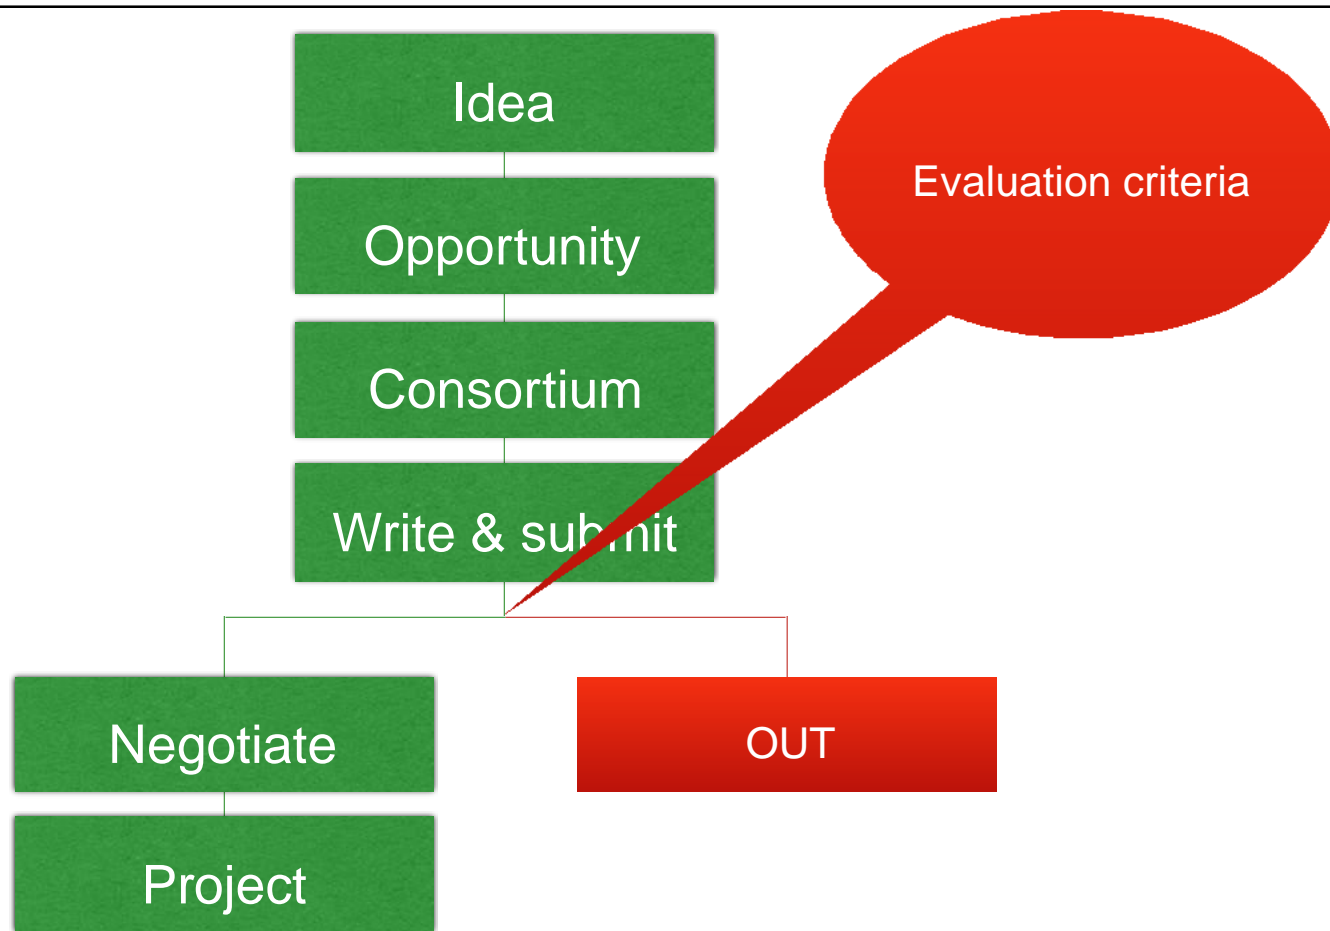 Idea
Evaluation criteria
Opportunity
Consortium
Write & submit
Negotiate
OUT
Project